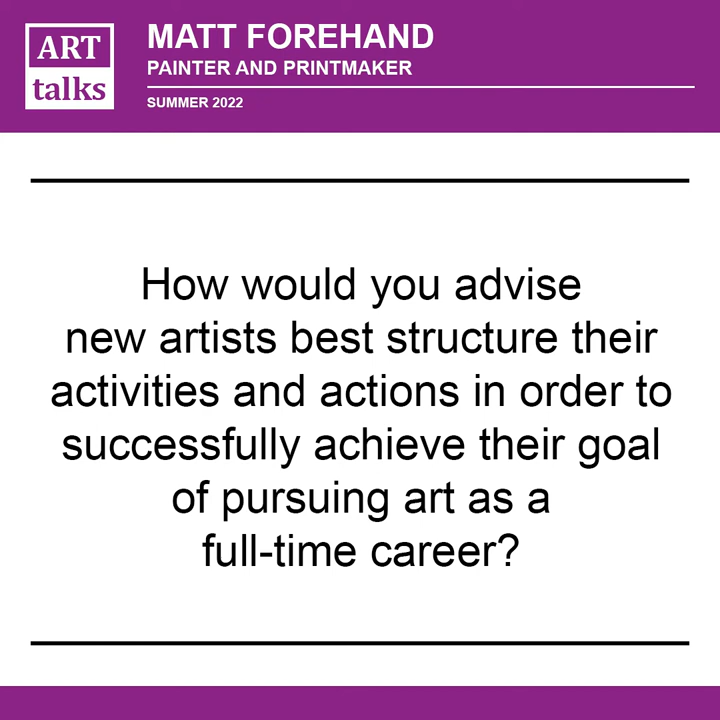 ART
talks
MATT FOREHAND
PAINTER AND PRINTMAKER
SUMMER 2022
How would you advise
new artists best structure their
activities and actions in order to
successfully achieve their goal
of pursuing art as a
full-time career?